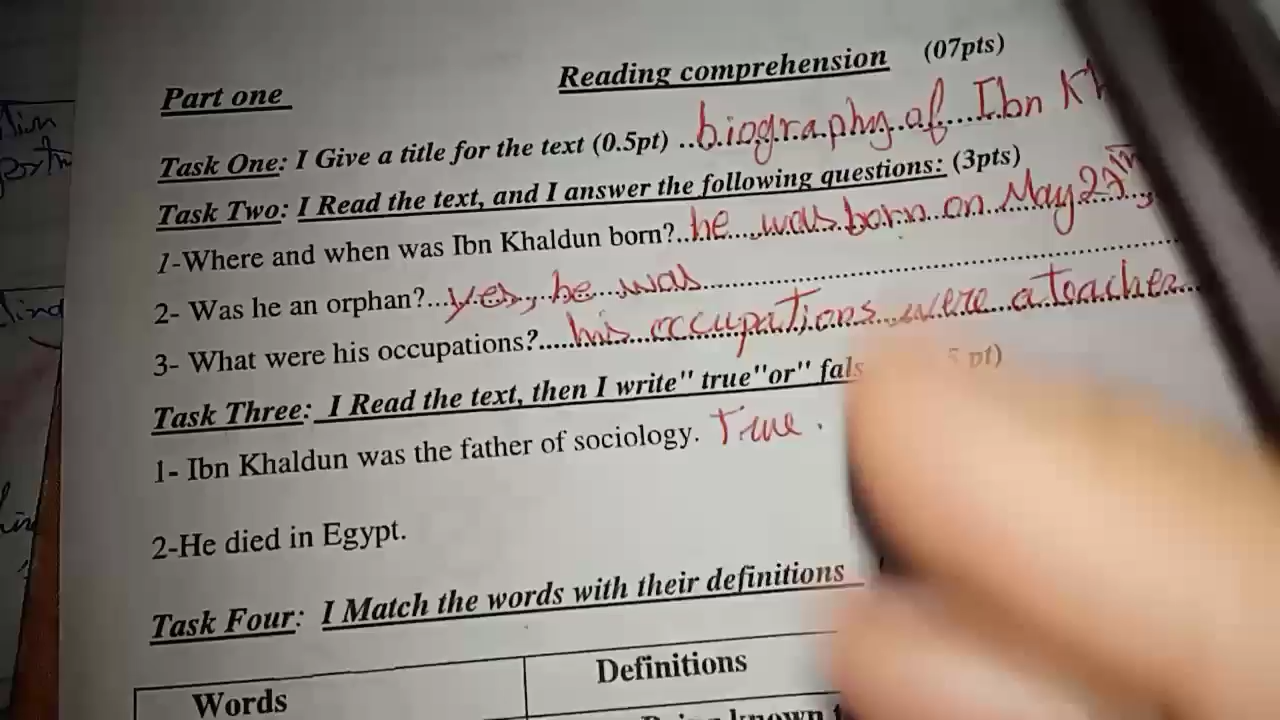 Part one Reading comprehension (07pts)
Task One: I Give a title for the text (0.5pt) ..biography of Ibn
Task Two: I Read the text, and I answer the following questions: (3pts)
1-Where and when was Ibn Khaldun born?..he was born on May 27th
2- Was he an orphan?...yes, he was
3- What were his occupations?.....his occupations were a teacher
Task Three: I Read the text, then I write" true"or" fals pt)
1- Ibn Khaldun was the father of sociology. True.
2-He died in Egypt.
Task Four: I Match the words with their definitions
Words Definitions
known